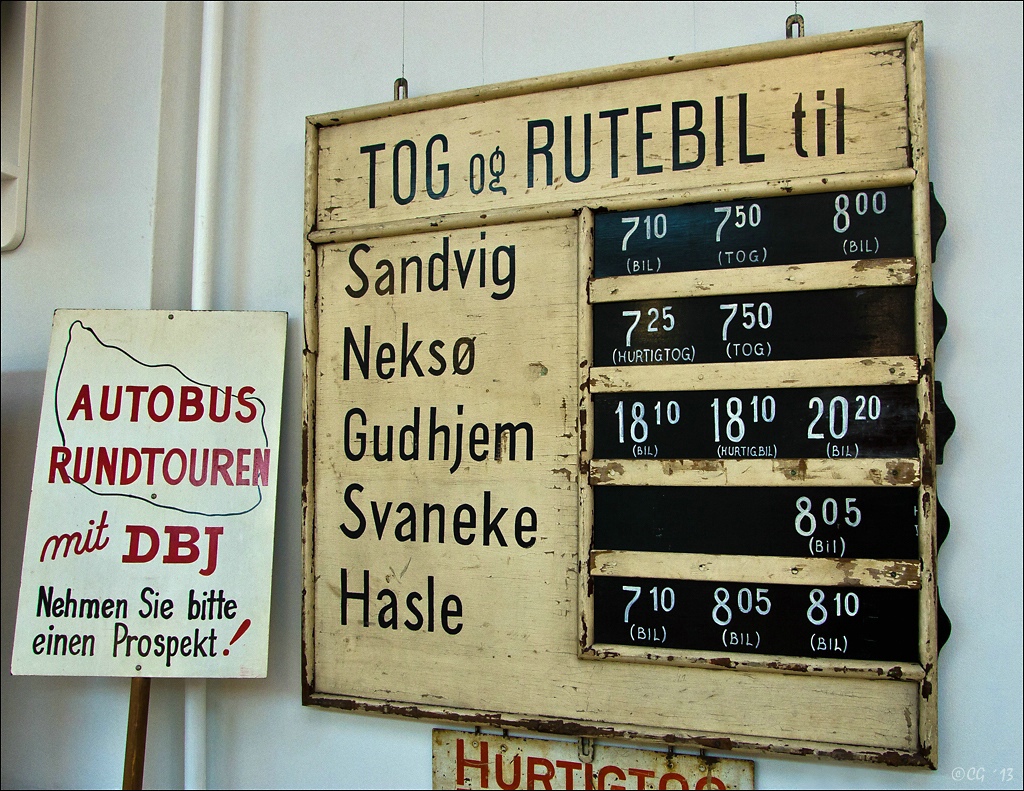 AUTOBUS
RUNDTOUREN
mit DBJ
Nehmen Sie bitte
einen Prospekt!
TOG og RUTEBIL til
Sandvig 7 10 7 50 8 00
(BIL) (TOG) (BIL)
Neksø 7 25 7 50
(HURTIGTOG) (TOG)
Gudhjem 18 10 18 10 20 20
(BIL) (HURTIG.BIL) (BIL)
Svaneke 8 05
(Bil)
Hasle 7 10 8 05 8 10
(BIL) (BIL) (BIL)
HURTIGTOG
©CG '13